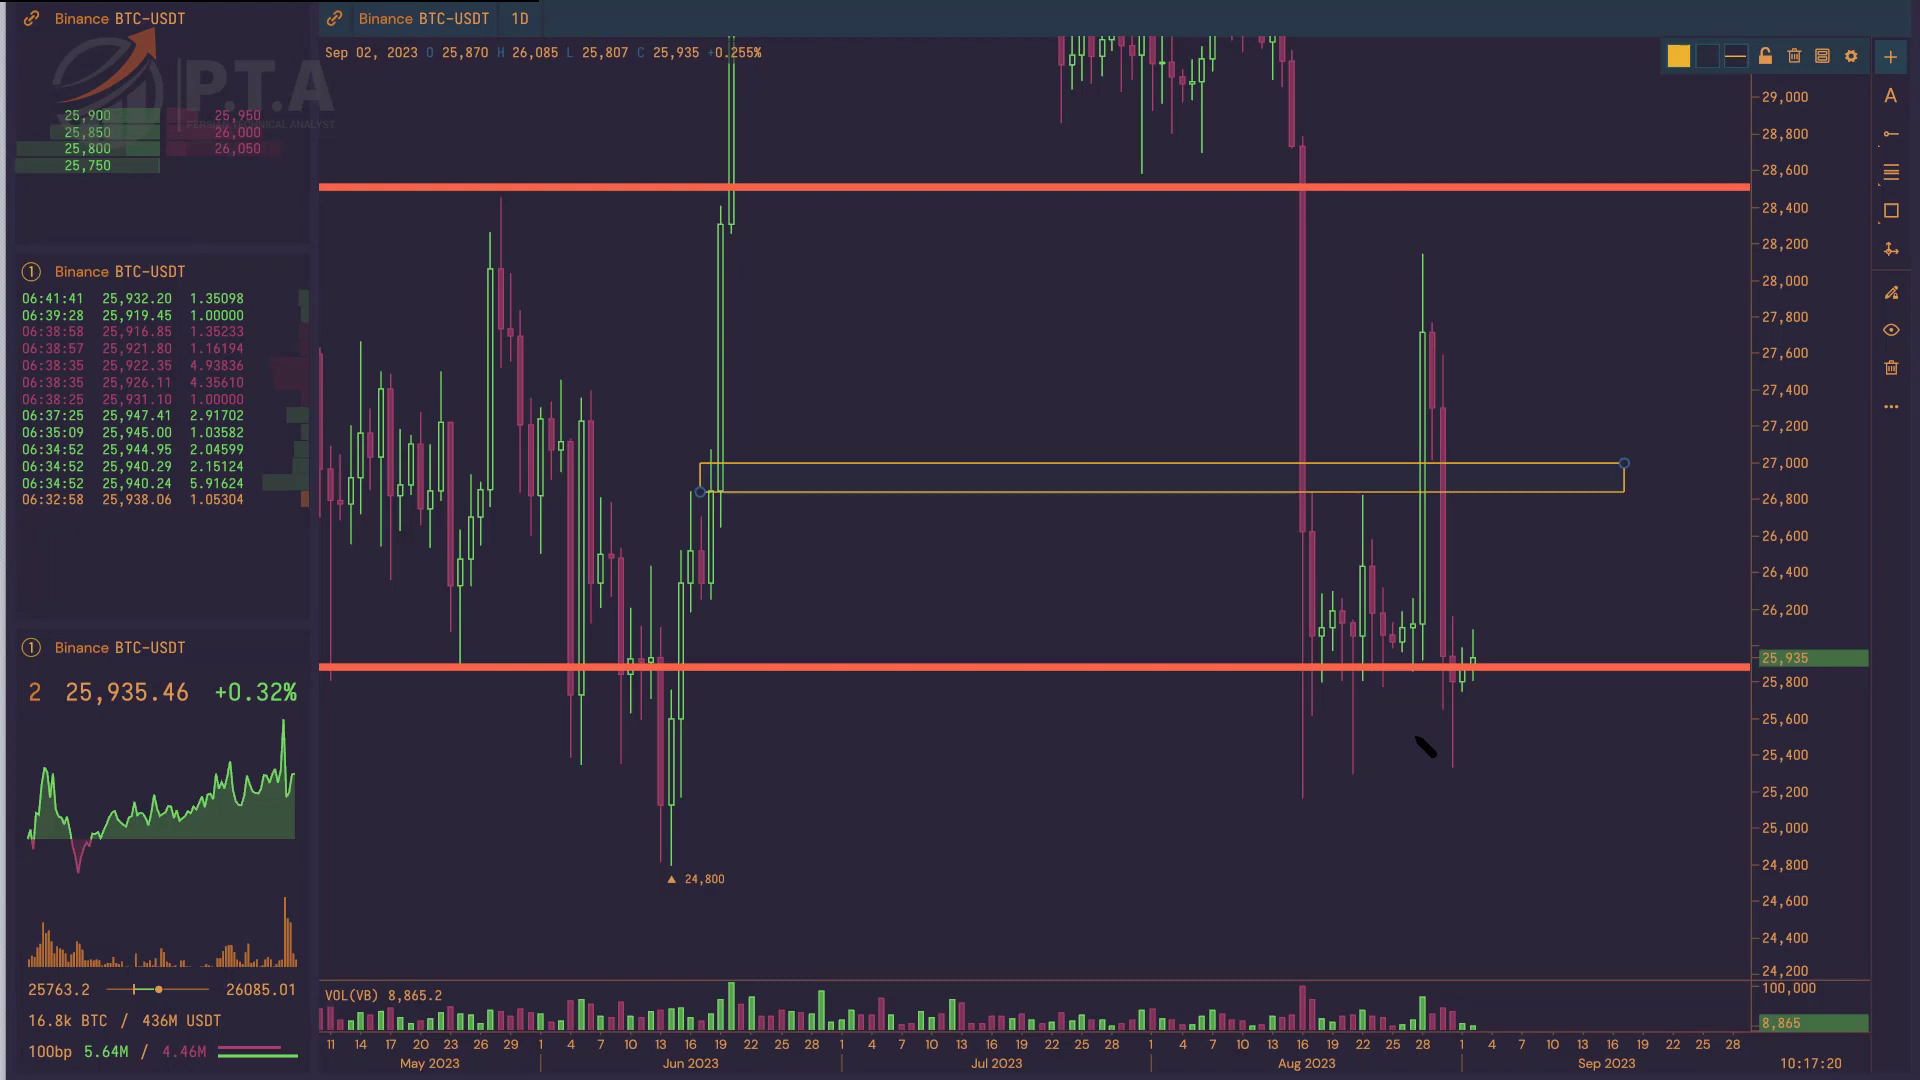 Binance BTC-USDT
Binance BTC-USDT 1D
Sep 02, 2023 O 25,870 H 26,085 L 25,807 C 25,935 +0.255%
P.T.A
PERSIAN TECHNICAL ANALYST
25,900 25,950
25,850 26,000
25,800 26,050
25,750
1 Binance BTC-USDT
06:41:41 25,932.20 1.35098
06:39:28 25,919.45 1.00000
06:38:58 25,916.85 1.35233
06:38:57 25,921.80 1.16194
06:38:35 25,922.35 4.93836
06:38:35 25,926.11 4.35610
06:38:25 25,931.10 1.00000
06:37:25 25,947.41 2.91702
06:35:09 25,945.00 1.03582
06:34:52 25,944.95 2.04599
06:34:52 25,940.29 2.15124
06:34:52 25,940.24 5.91624
06:32:58 25,938.06 1.05304
1 Binance BTC-USDT
2 25,935.46 +0.32%
25763.2 26085.01
16.8k BTC / 436M USDT
100bp 5.64M / 4.46M
24,800
A
29,000
28,800
28,600
28,400
28,200
28,000
27,800
27,600
27,400
27,200
27,000
26,800
26,600
26,400
26,200
25,935
25,800
25,600
25,400
25,200
25,000
24,800
24,600
24,400
24,200
VOL(VB) 8,865.2
100,000
8,865
11 14 17 20 23 26 29 4 7 10 13 16 19 22 25 28 1 4 7 10 13 16 19 22 25 28 1 4 7 10 13 16 19 22 25 28 1 4 7 10 13 16 19 22 25 28
May 2023 Jun 2023 Jul 2023 Aug 2023 Sep 2023 10:17:20